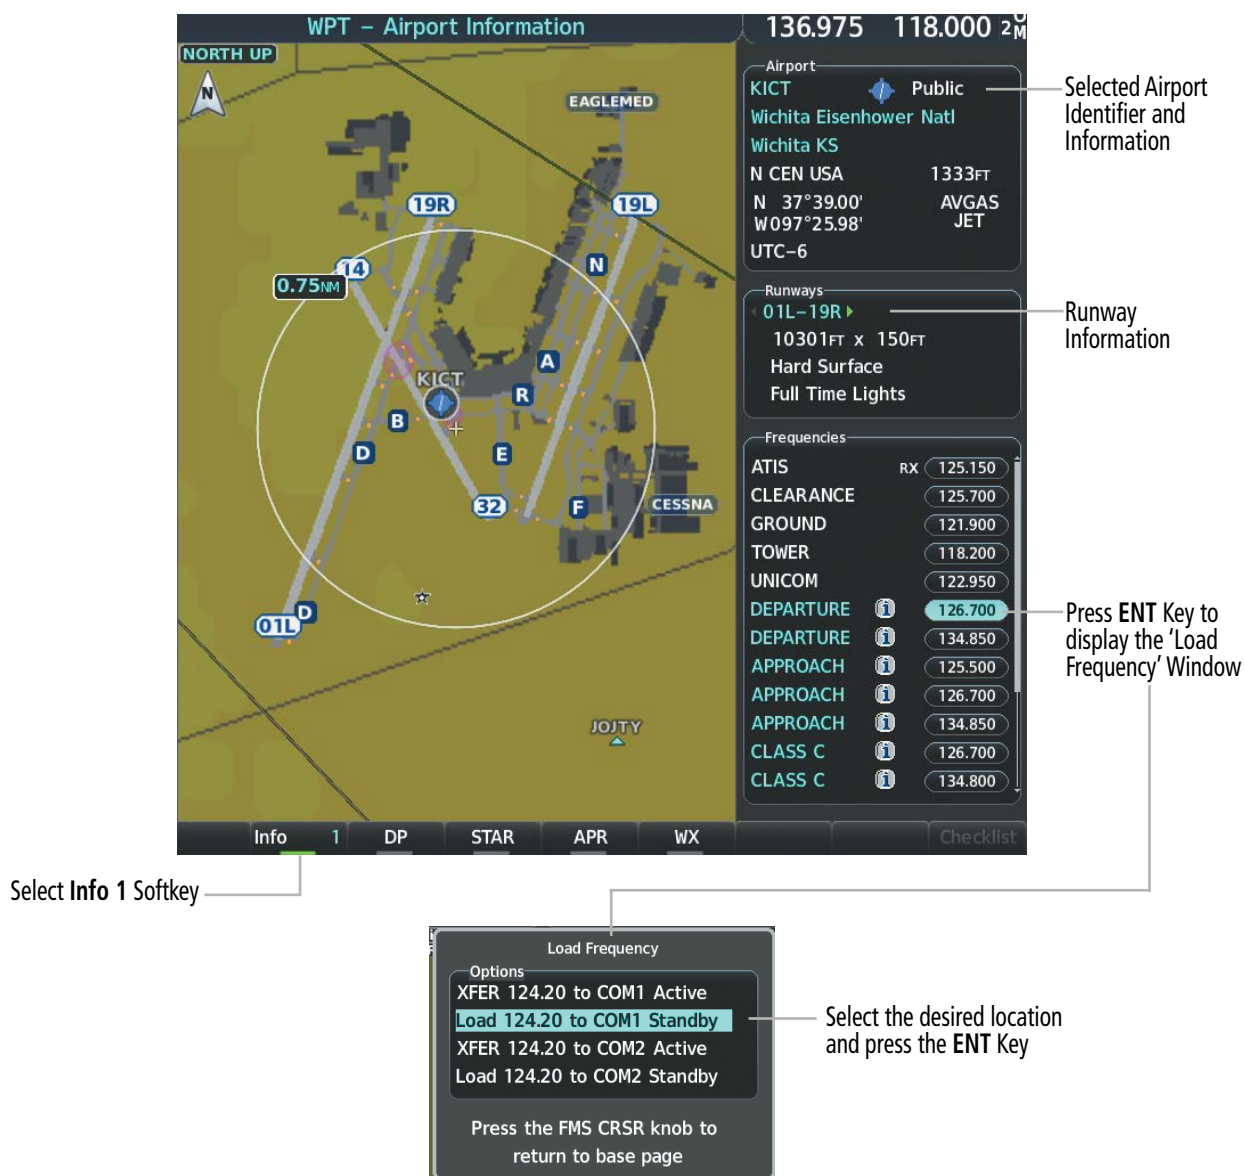 WPT – Airport Information
136.975 118.000
NORTH UP
N
EAGLEMED
19R
19L
14
0.75NM
N
A
KICT
R
B
D
E
32
F
CESSNA
D
01L
JOJTY
Airport
KICT Public
Wichita Eisenhower Natl
Wichita KS
N CEN USA 1333FT
N 37°39.00' AVGAS
W097°25.98' JET
UTC–6
Runways
01L–19R
10301FT x 150FT
Hard Surface
Full Time Lights
Frequencies
ATIS RX 125.150
CLEARANCE 125.700
GROUND 121.900
TOWER 118.200
UNICOM 122.950
DEPARTURE i 126.700
DEPARTURE i 134.850
APPROACH i 125.500
APPROACH i 126.700
APPROACH i 134.850
CLASS C i 126.700
CLASS C i 134.800
Info 1 DP STAR APR WX Checklist
Selected Airport
Identifier and
Information
Runway
Information
Press ENT Key to
display the ‘Load
Frequency’ Window
Select Info 1 Softkey
Load Frequency
Options
XFER 124.20 to COM1 Active
Load 124.20 to COM1 Standby
XFER 124.20 to COM2 Active
Load 124.20 to COM2 Standby
Press the FMS CRSR knob to
return to base page
Select the desired location
and press the ENT Key